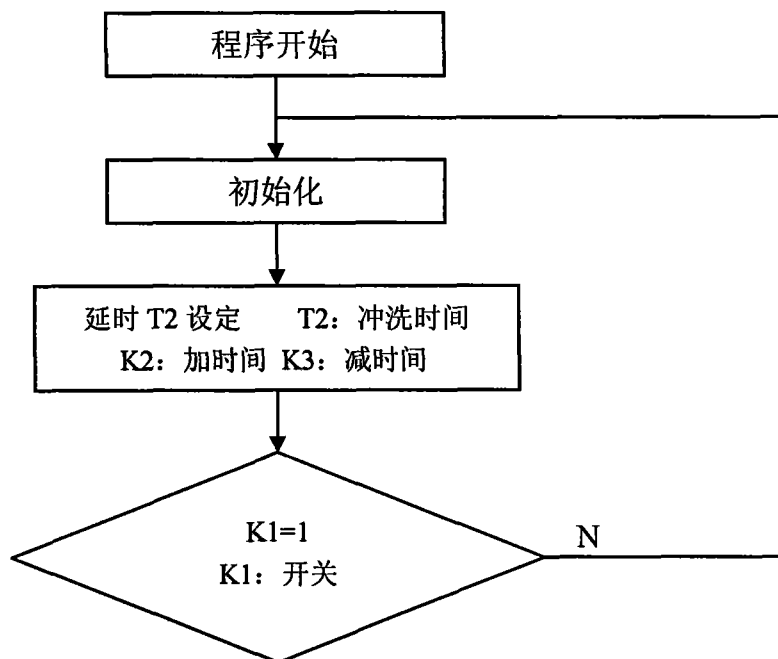 程序开始
初始化
延时 T2 设定 T2：冲洗时间
K2：加时间 K3：减时间
K1=1
K1：开关
N